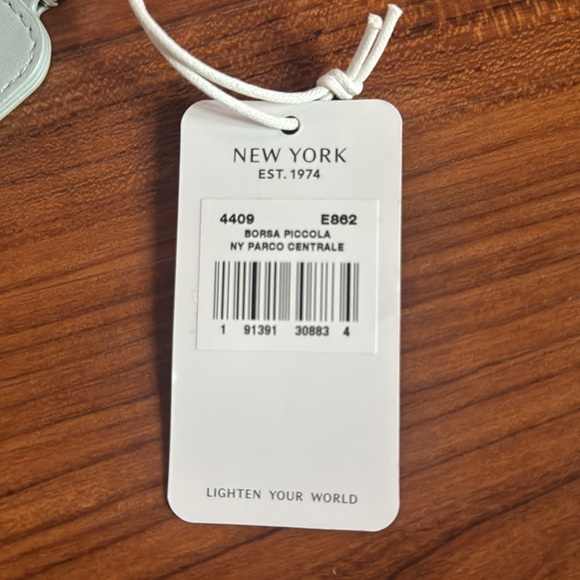 NEW YORK
EST. 1974
4409 E862
BORSA PICCOLA
NY PARCO CENTRALE
1 91391 30883 4
LIGHTEN YOUR WORLD